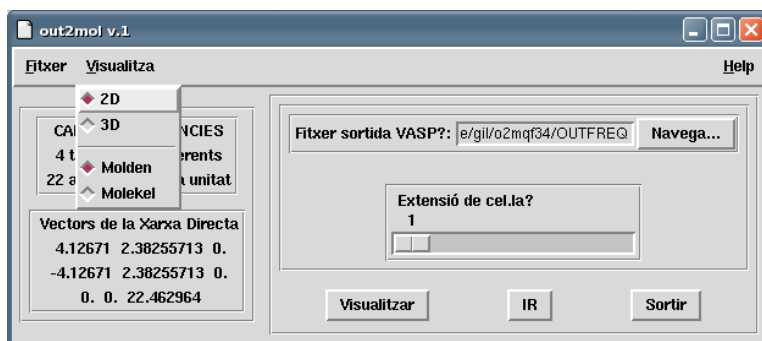 out2mol v.1
Fitxer Visualitza Help
2D
3D
Molden
Molekel
NCIES
4 t erents
22 a unitat
Vectors de la Xarxa Directa
4.12671 2.38255713 0.
-4.12671 2.38255713 0.
0. 0. 22.462964
Fitxer sortida VASP?: e/gil/o2mqf34/OUTFREQ Navega...
Extensió de cel.la?
1
Visualitzar IR Sortir